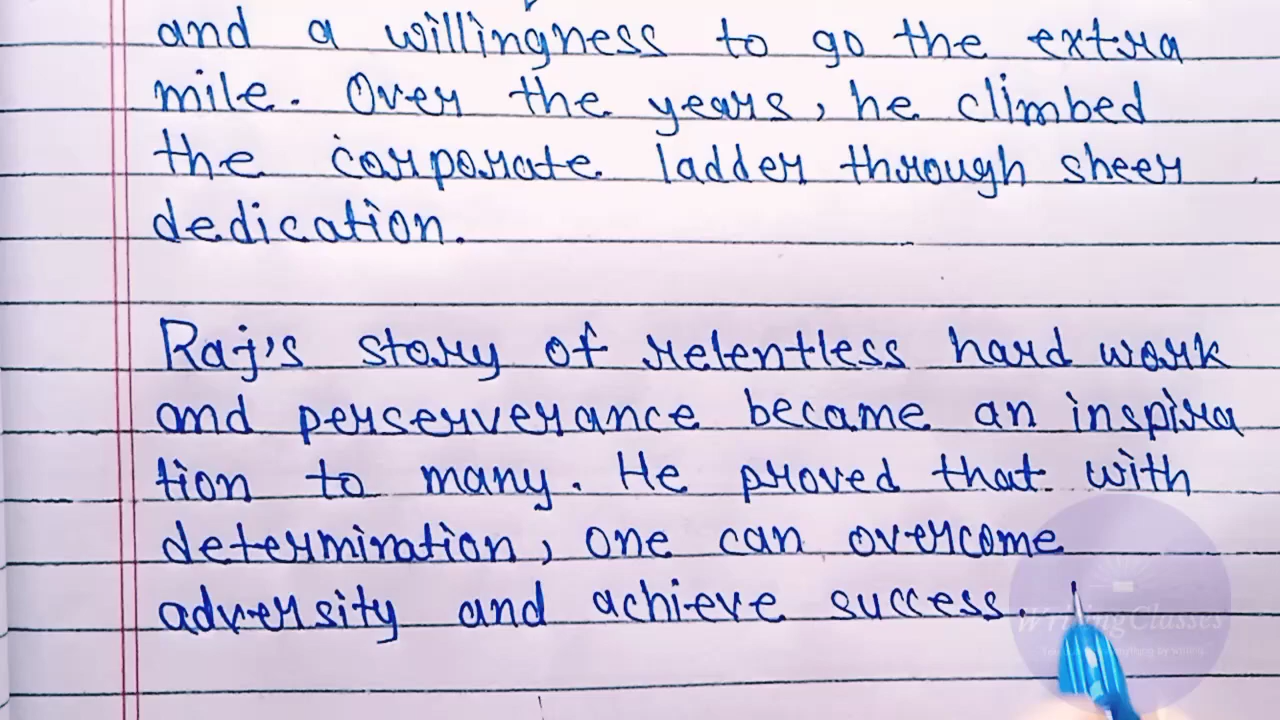 and a willingness to go the extra
mile. Over the years, he climbed
the corporate ladder through sheer
dedication.
Raj's story of relentless hard work
and perserverance became an inspira
tion to many. He proved that with
determination, one can overcome
adversity and achieve success.
Writing Classes